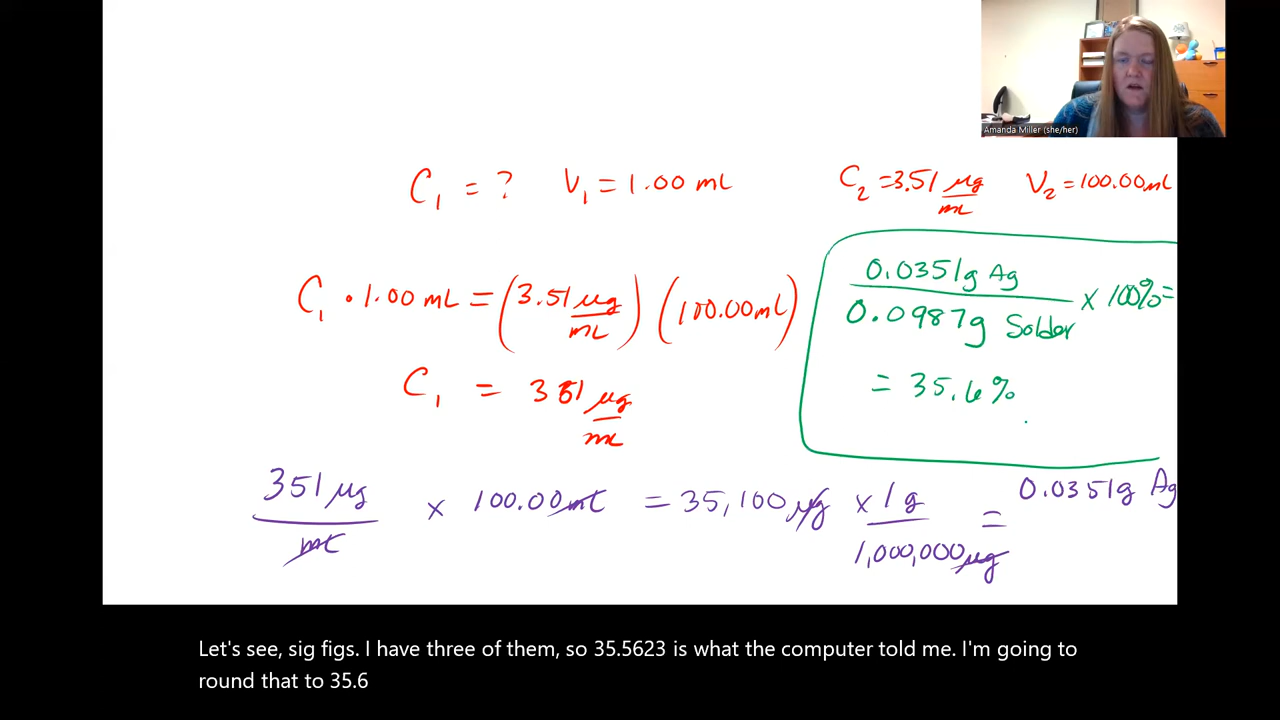 Amanda Miller (she/her)
C₁ = ? V₁ = 1.00 mL C₂ = 3.51 μg/mL V₂ = 100.00 mL
C₁ · 1.00 mL = (3.51 μg/mL) (100.00 mL)
C₁ = 351 μg/mL
0.0351g Ag
0.0987g Solder
x 100% =
= 35.6%
351 μg/mL x 100.00 mL = 35,100 μg x 1 g/1,000,000 μg = 0.0351g Ag
Let's see, sig figs. I have three of them, so 35.5623 is what the computer told me. I'm going to
round that to 35.6